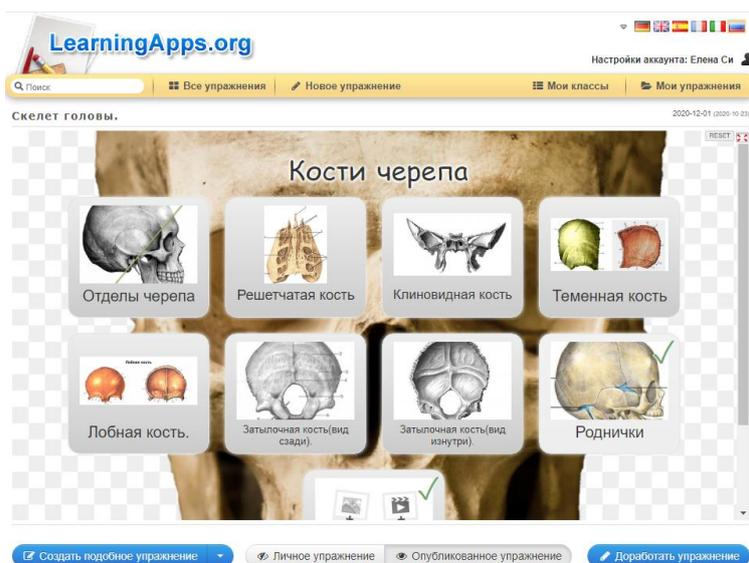 LearningApps.org
Настройки аккаунта: Елена Си
Поиск
Все упражнения
Новое упражнение
Мои классы
Мои упражнения
Скелет головы.
2020-12-01 (2020-10-23)
RESET
Кости черепа
Отделы черепа
Решетчатая кость
Клиновидная кость
Теменная кость
Лобная кость
Лобная кость.
Затылочная кость(вид
сзади).
Затылочная кость(вид
изнутри).
Роднички
Создать подобное упражнение
Личное упражнение
Опубликованное упражнение
Доработать упражнение